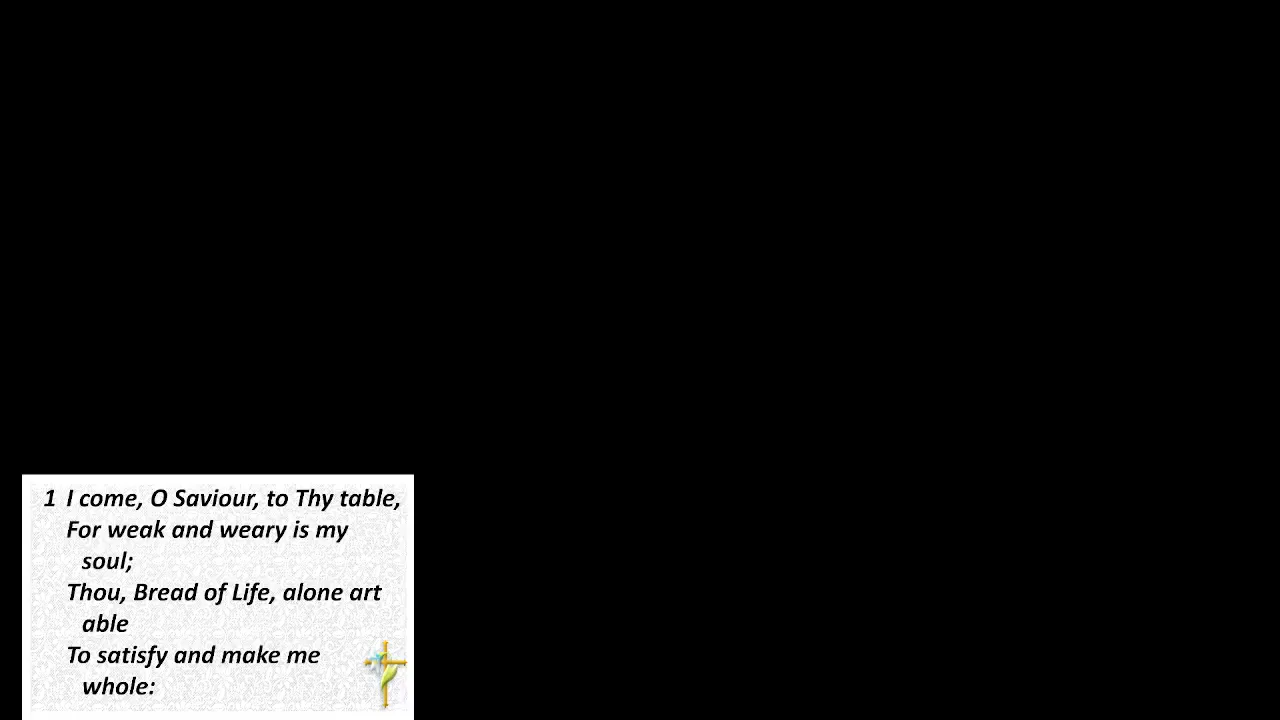 1 I come, O Saviour, to Thy table,
For weak and weary is my
soul;
Thou, Bread of Life, alone art
able
To satisfy and make me
whole: